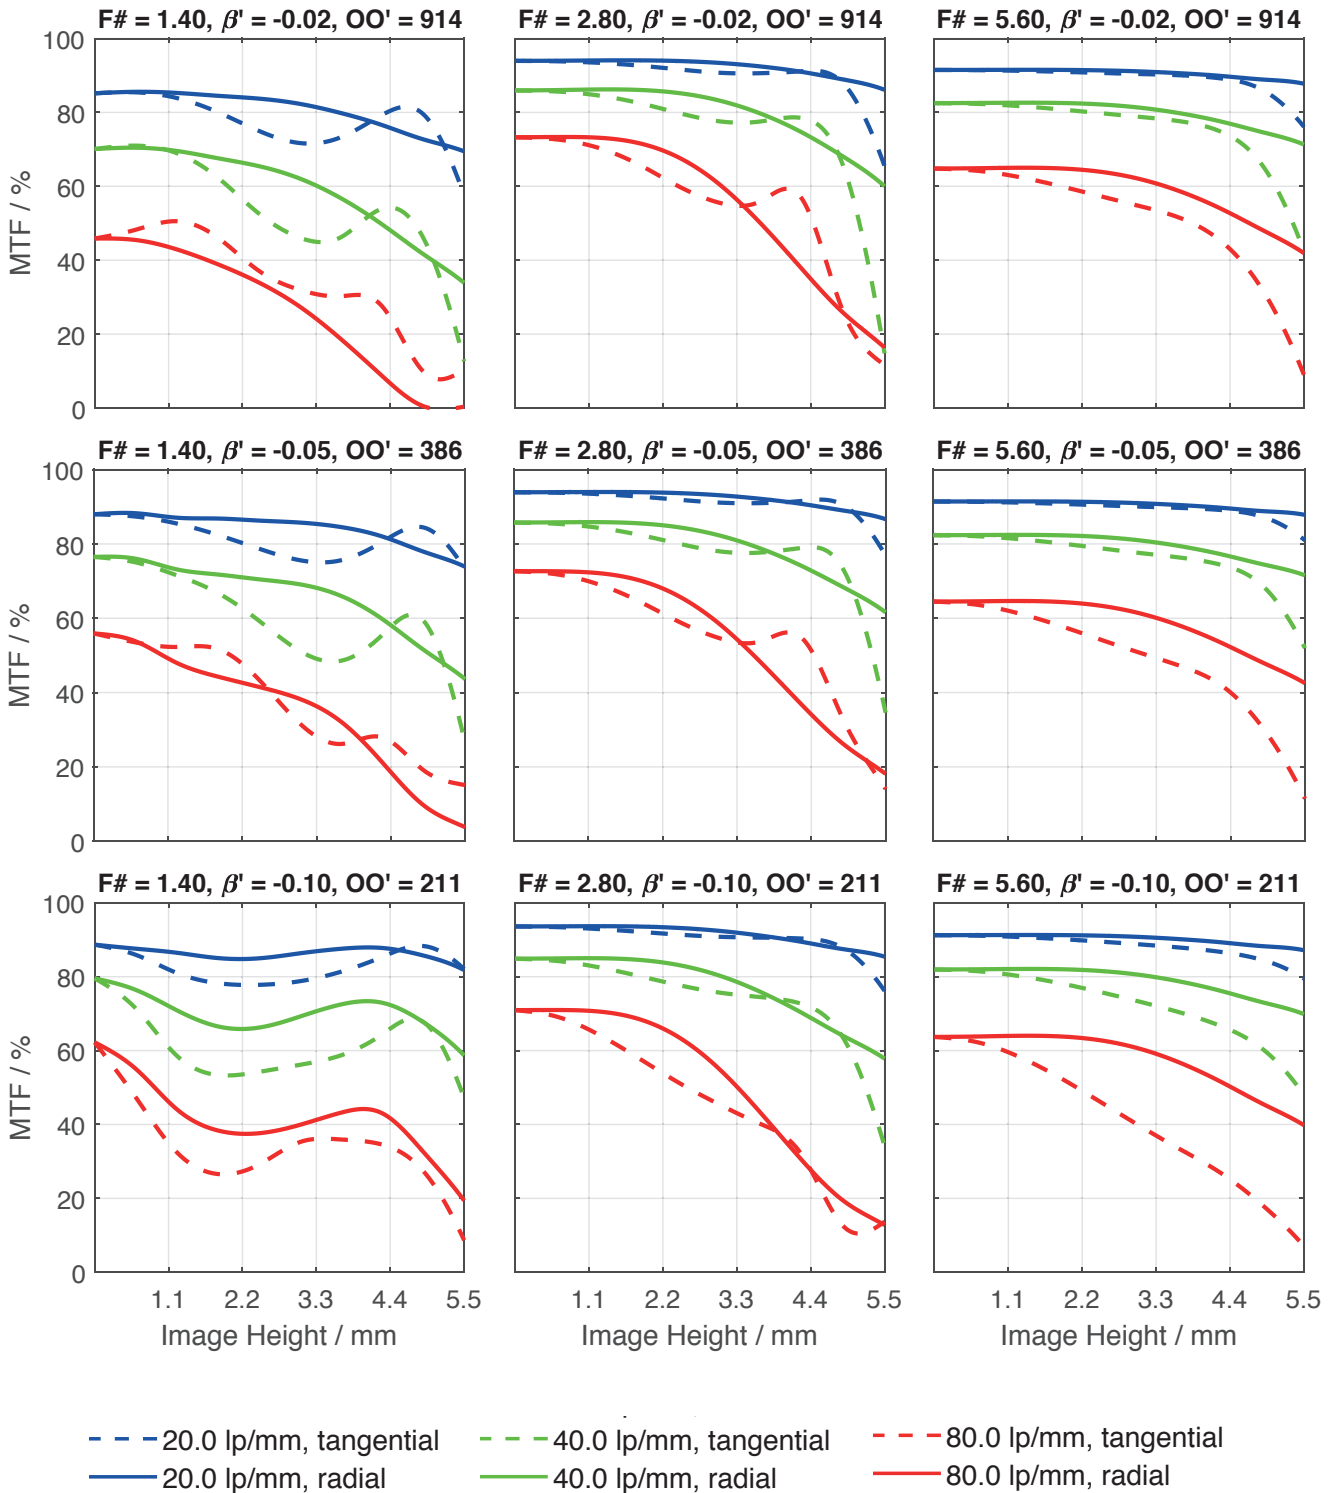 F# = 1.40, β' = -0.02, OO' = 914
F# = 2.80, β' = -0.02, OO' = 914
F# = 5.60, β' = -0.02, OO' = 914
100
80
60
40
20
0
MTF / %
F# = 1.40, β' = -0.05, OO' = 386
F# = 2.80, β' = -0.05, OO' = 386
F# = 5.60, β' = -0.05, OO' = 386
100
80
60
40
20
0
MTF / %
F# = 1.40, β' = -0.10, OO' = 211
F# = 2.80, β' = -0.10, OO' = 211
F# = 5.60, β' = -0.10, OO' = 211
100
80
60
40
20
0
MTF / %
1.1 2.2 3.3 4.4 5.5
1.1 2.2 3.3 4.4 5.5
1.1 2.2 3.3 4.4 5.5
Image Height / mm
Image Height / mm
Image Height / mm
20.0 lp/mm, tangential
40.0 lp/mm, tangential
80.0 lp/mm, tangential
20.0 lp/mm, radial
40.0 lp/mm, radial
80.0 lp/mm, radial